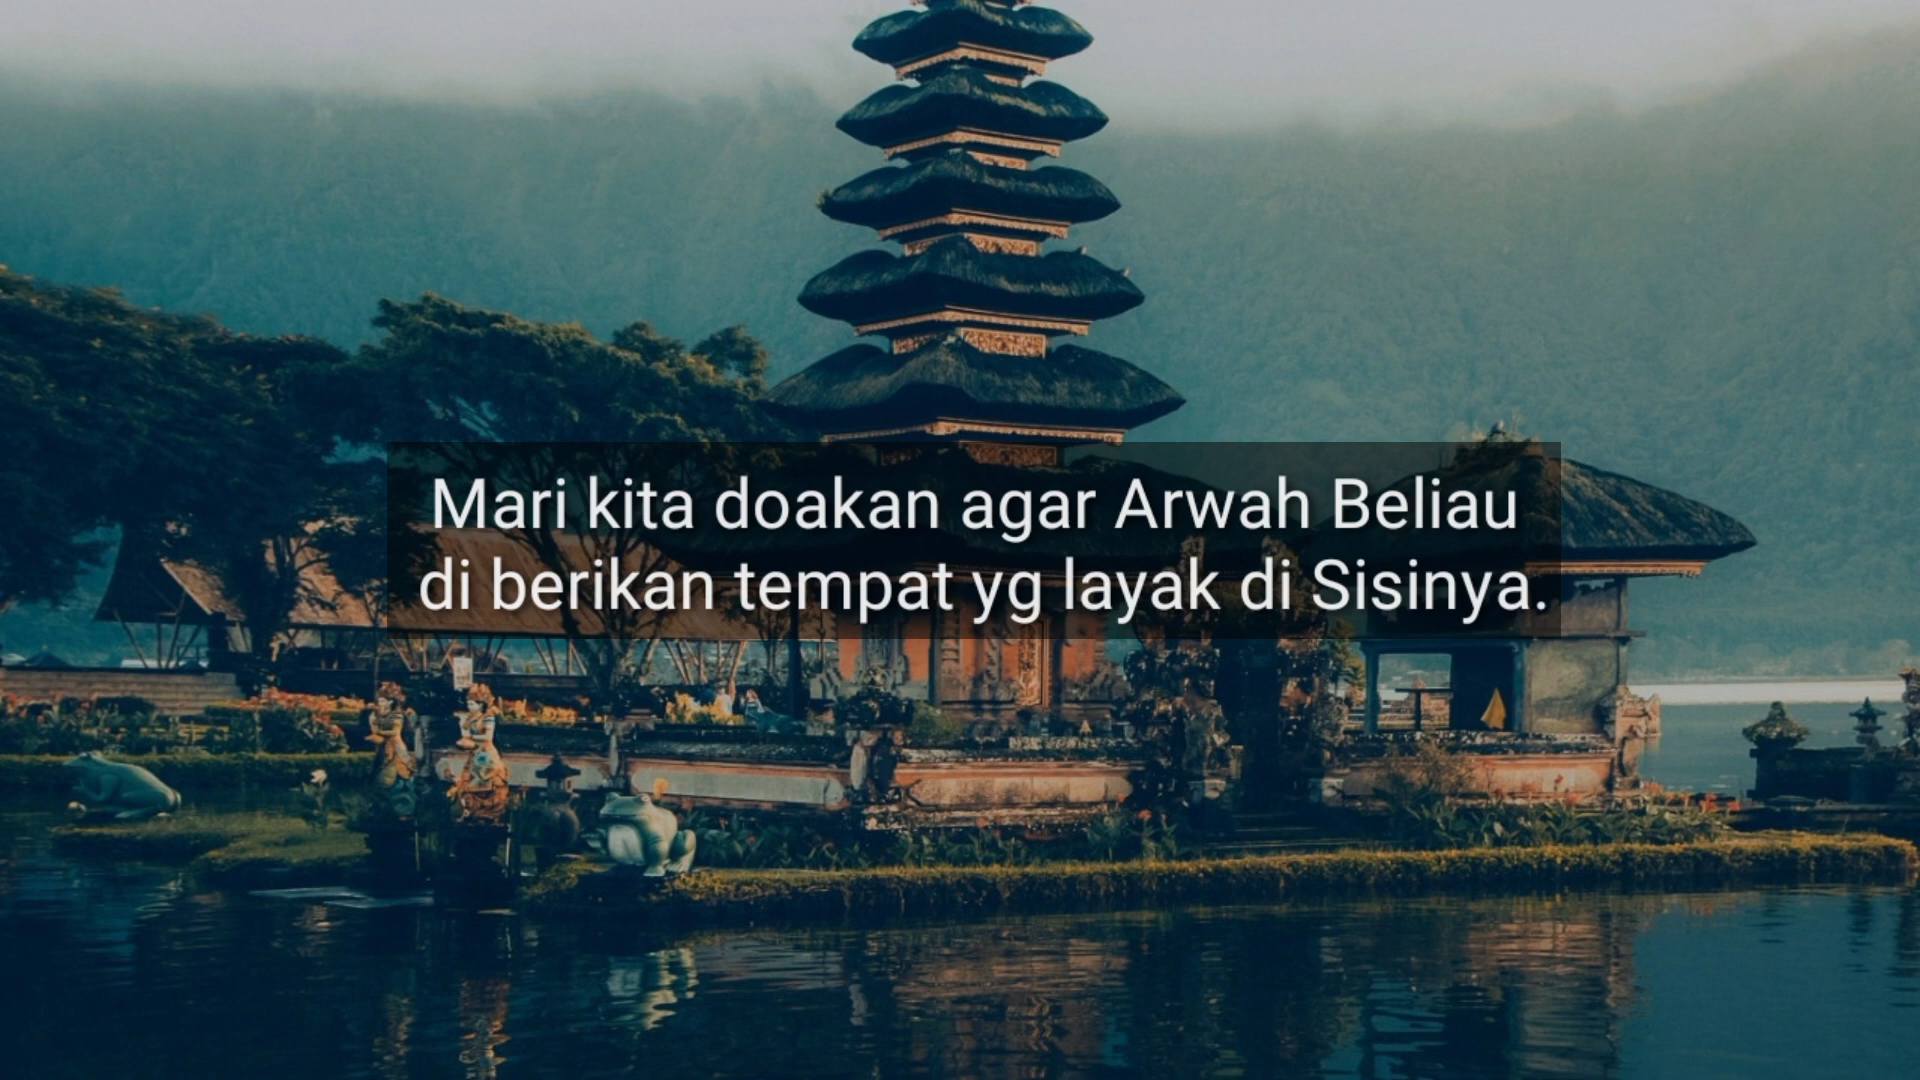 Mari kita doakan agar Arwah Beliau
di berikan tempat yg layak di Sisinya.